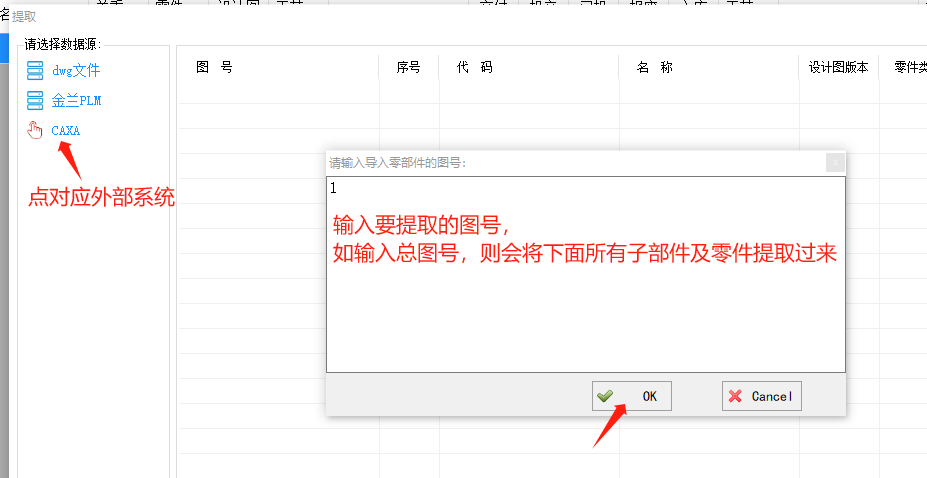 提取
请选择数据源:
dwg文件
金兰PLM
CAXA
点对应外部系统
图 号 序号 代 码 名 称 设计图版本 零件类
请输入导入零部件的图号:
1
输入要提取的图号，
如输入总图号，则会将下面所有子部件及零件提取过来
OK Cancel